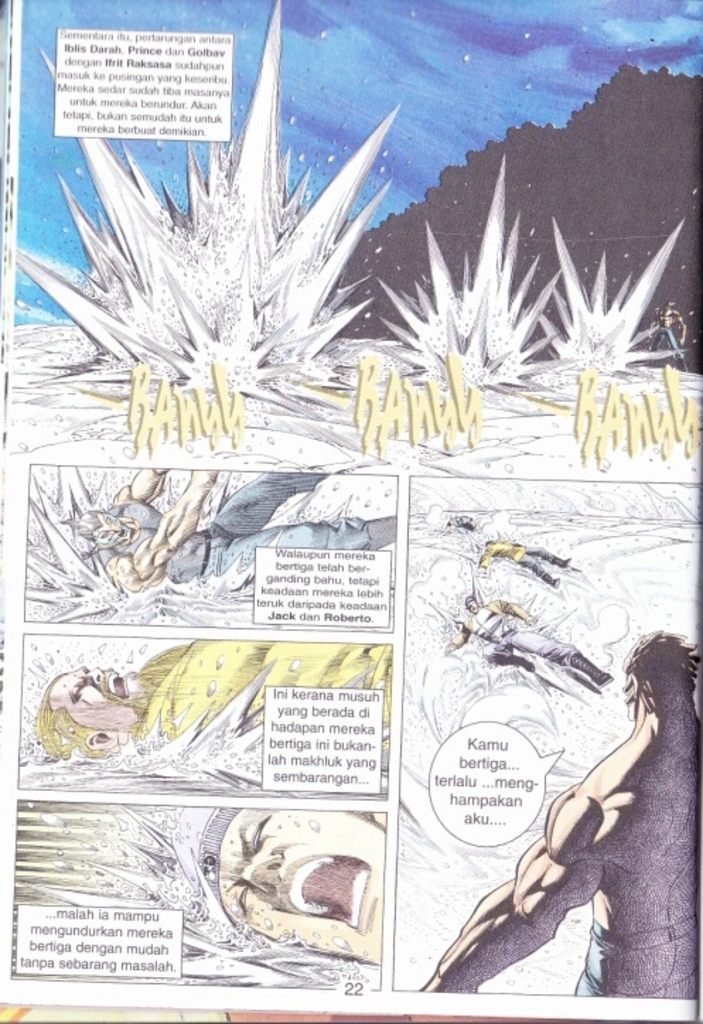 Sementara itu, pertarungan antara
Iblis Darah, Prince dan Golbav
dengan Ifrit Raksasa sudahpun
masuk ke pusingan yang keseribu.
Mereka sedar sudah tiba masanya
untuk mereka berundur. Akan
tetapi, bukan semudah itu untuk
mereka berbuat demikian.
BANGG
BANGG
BANGG
Walaupun mereka
bertiga telah ber-
ganding bahu, tetapi
keadaan mereka lebih
teruk daripada keadaan
Jack dan Roberto.
Ini kerana musuh
yang berada di
hadapan mereka
bertiga ini bukan-
lah makhluk yang
sembarangan...
...malah ia mampu
mengundurkan mereka
bertiga dengan mudah
tanpa sebarang masalah.
Kamu
bertiga...
terlalu ...meng-
hampakan
aku....
22